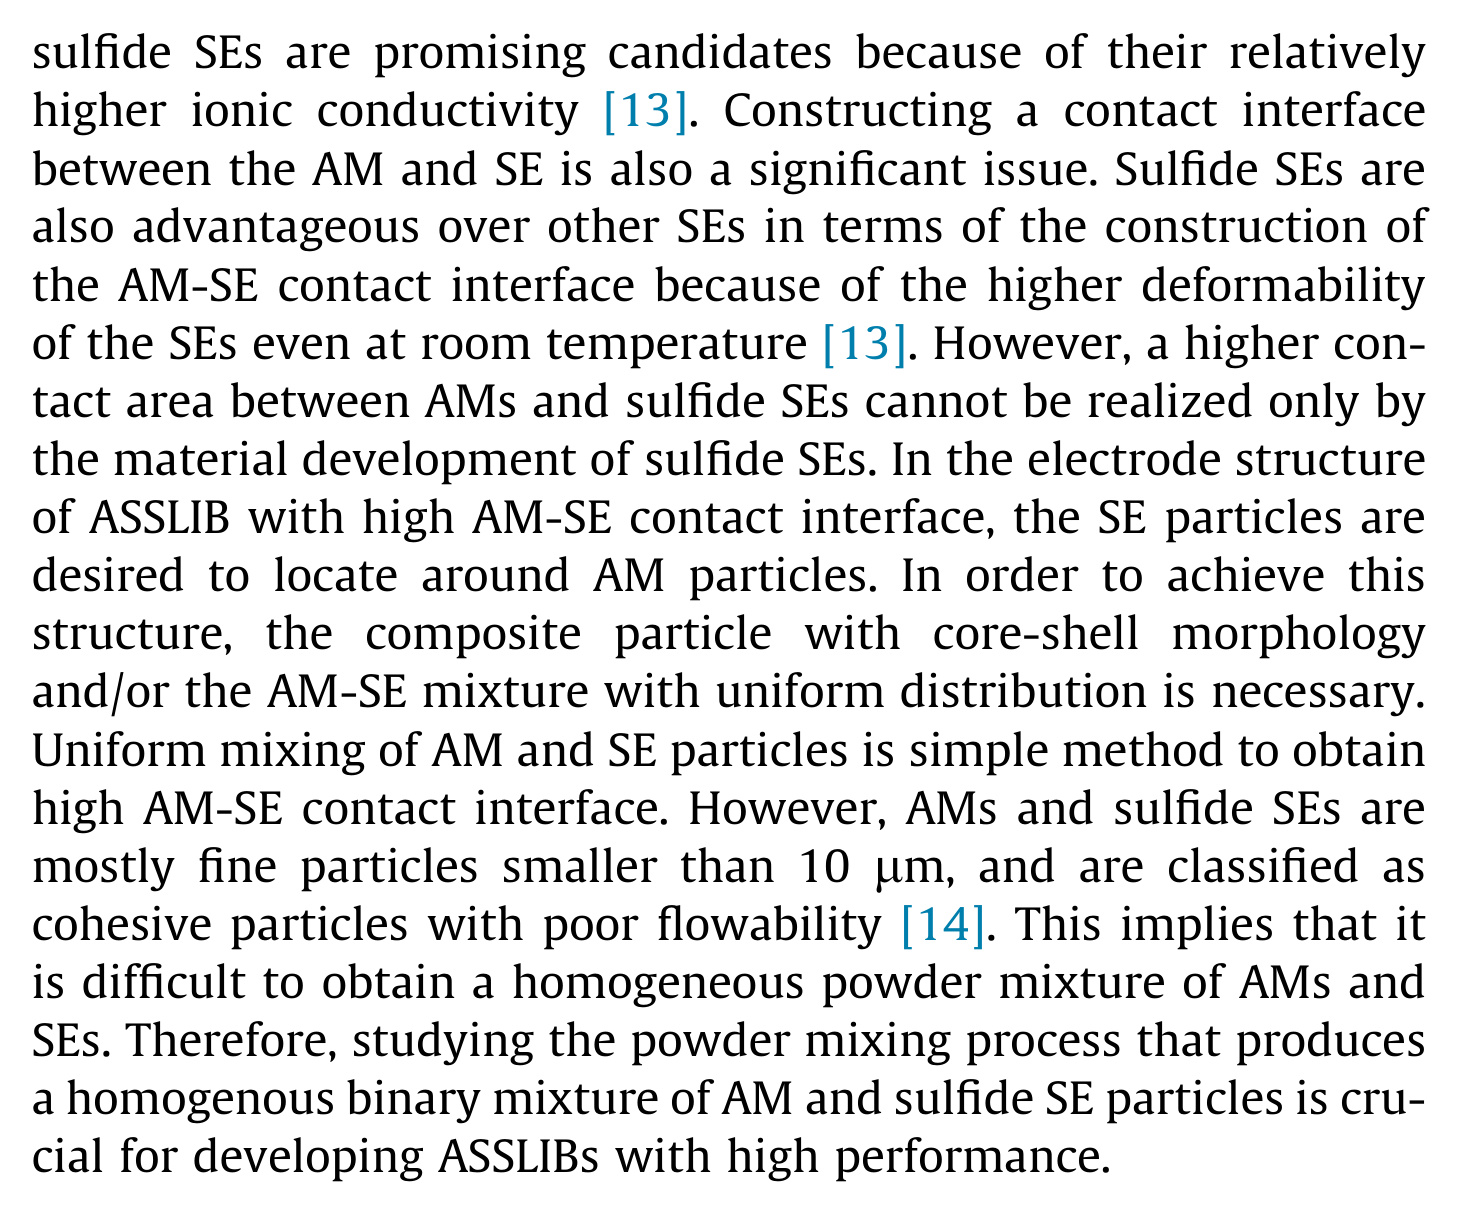 sulfide SEs are promising candidates because of their relatively
higher ionic conductivity [13]. Constructing a contact interface
between the AM and SE is also a significant issue. Sulfide SEs are
also advantageous over other SEs in terms of the construction of
the AM-SE contact interface because of the higher deformability
of the SEs even at room temperature [13]. However, a higher con-
tact area between AMs and sulfide SEs cannot be realized only by
the material development of sulfide SEs. In the electrode structure
of ASSLIB with high AM-SE contact interface, the SE particles are
desired to locate around AM particles. In order to achieve this
structure, the composite particle with core-shell morphology
and/or the AM-SE mixture with uniform distribution is necessary.
Uniform mixing of AM and SE particles is simple method to obtain
high AM-SE contact interface. However, AMs and sulfide SEs are
mostly fine particles smaller than 10 μm, and are classified as
cohesive particles with poor flowability [14]. This implies that it
is difficult to obtain a homogeneous powder mixture of AMs and
SEs. Therefore, studying the powder mixing process that produces
a homogenous binary mixture of AM and sulfide SE particles is cru-
cial for developing ASSLIBs with high performance.